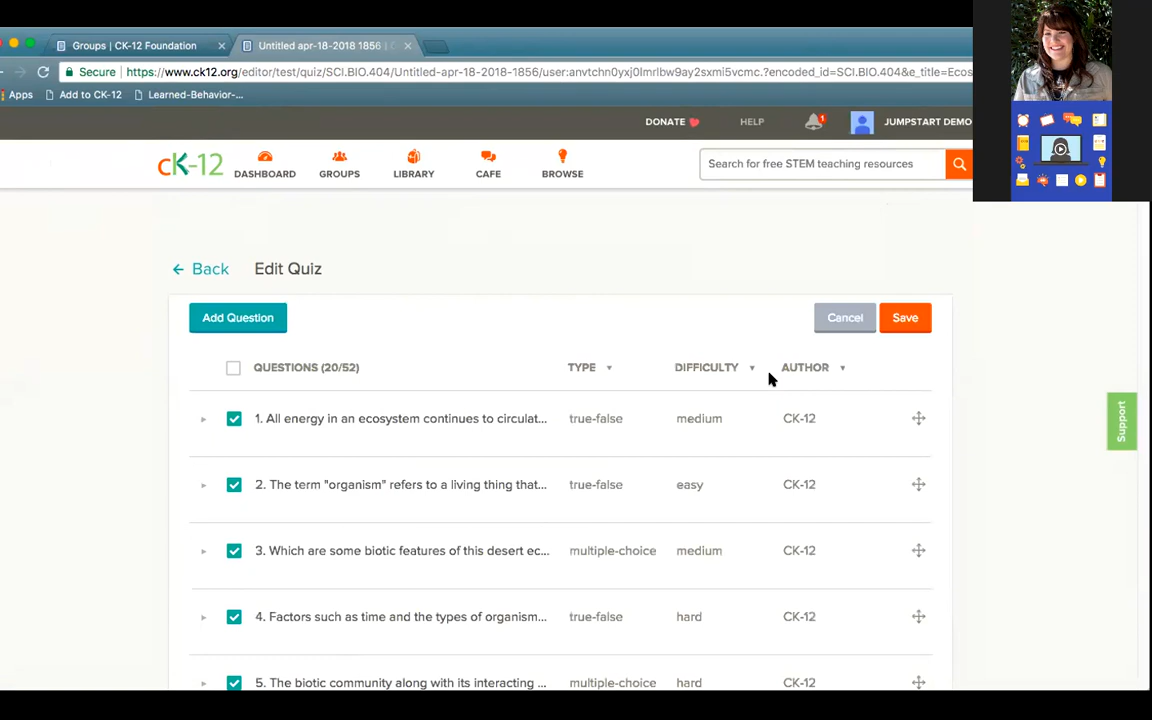 Groups | CK-12 Foundation
Untitled apr-18-2018 1856 |
Secure
https://www.ck12.org/editor/test/quiz/SCI.BIO.404/Untitled-apr-18-2018-1856/user:anvtchn0yxj0lmrlbw9ay2sxmi5vcmc.?encoded_id=SCI.BIO.404&e_title=Ecos
Apps
Add to CK-12
Learned-Behavior-...
DONATE
HELP
1
JUMPSTART DEMO
cK-12
DASHBOARD
GROUPS
LIBRARY
CAFE
BROWSE
Search for free STEM teaching resources
Back
Edit Quiz
Add Question
Cancel
Save
QUESTIONS (20/52) TYPE DIFFICULTY AUTHOR
1. All energy in an ecosystem continues to circulat... true-false medium CK-12
2. The term "organism" refers to a living thing that... true-false easy CK-12
3. Which are some biotic features of this desert ec... multiple-choice medium CK-12
4. Factors such as time and the types of organism... true-false hard CK-12
5. The biotic community along with its interacting ... multiple-choice hard CK-12
Support